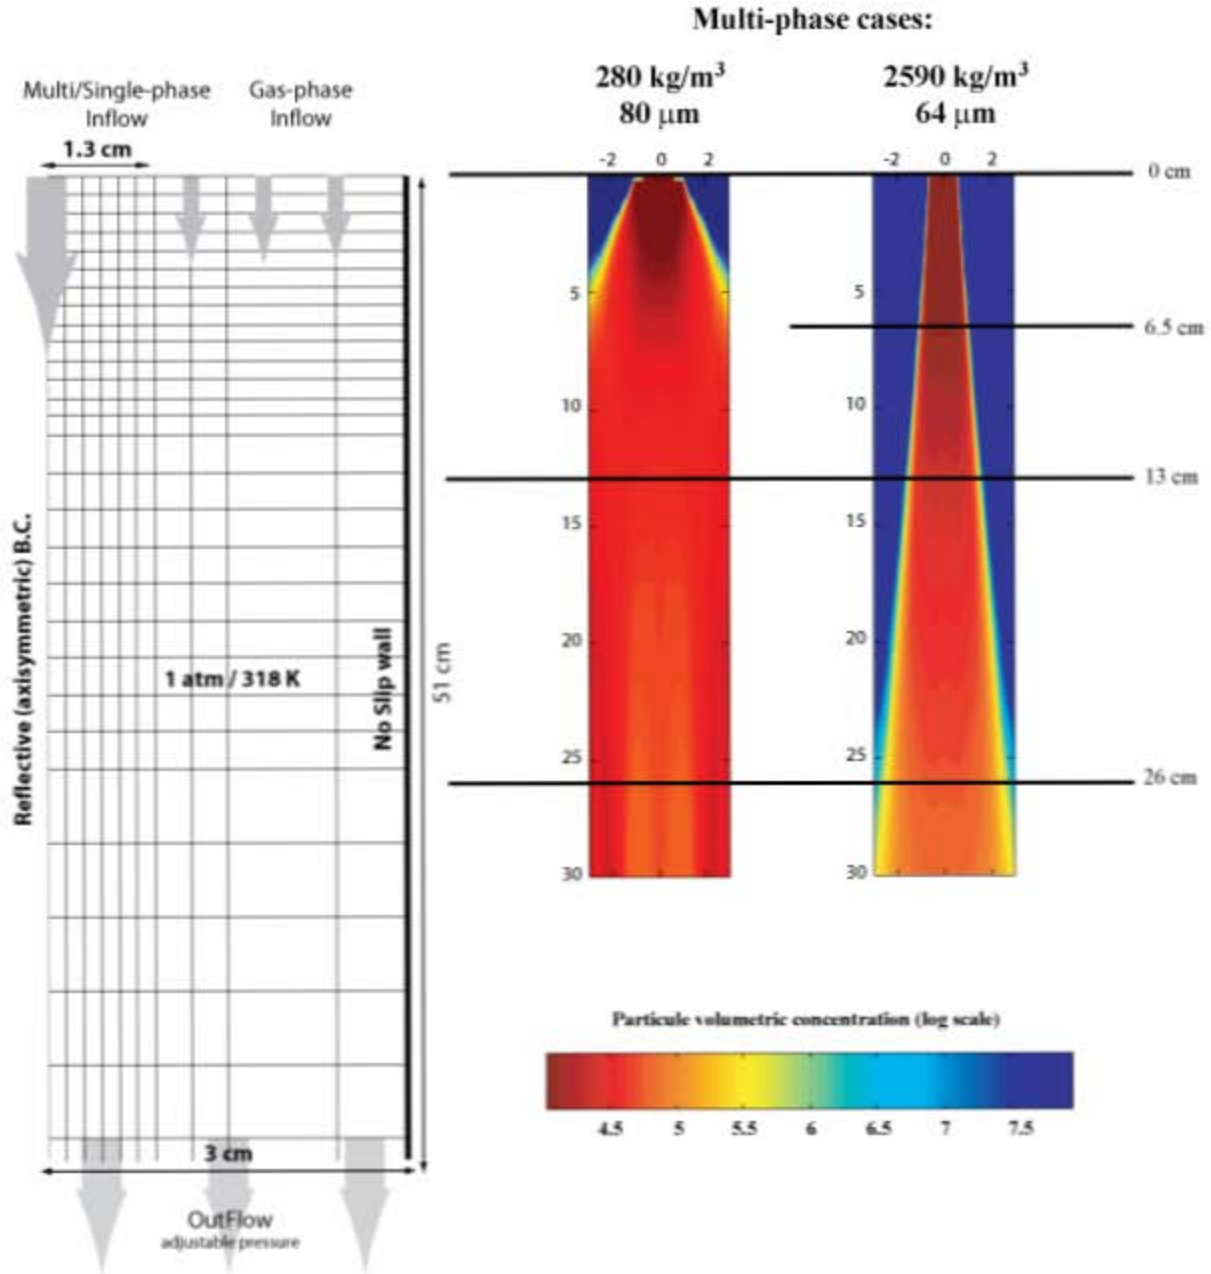 Multi-phase cases:
Multi/Single-phase
Inflow
Gas-phase
Inflow
1.3 cm
280 kg/m³
80 μm
2590 kg/m³
64 μm
-2 0 2
-2 0 2
0 cm
5
5
6.5 cm
10
10
13 cm
15
15
20
20
25
25
26 cm
30
30
Reflective (axisymmetric) B.C.
1 atm / 318 K
No Slip wall
51 cm
3 cm
OutFlow
adjustable pressure
Particule volumetric concentration (log scale)
4.5 5 5.5 6 6.5 7 7.5